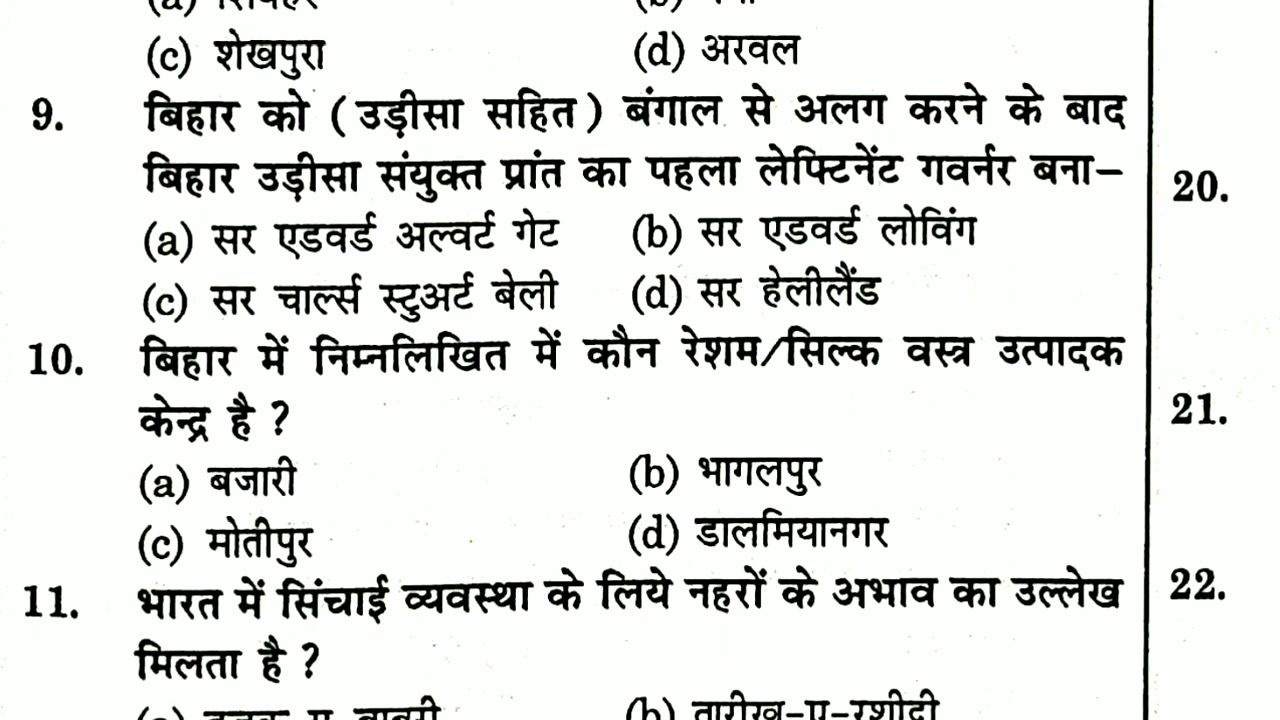 (c) शेखपुरा (d) अरवल
9. बिहार को (उड़ीसा सहित) बंगाल से अलग करने के बाद
बिहार उड़ीसा संयुक्त प्रांत का पहला लेफ्टिनेंट गवर्नर बना–
(a) सर एडवर्ड अल्वर्ट गेट (b) सर एडवर्ड लोविंग
(c) सर चार्ल्स स्टुअर्ट बेली (d) सर हेलीलैंड
10. बिहार में निम्नलिखित में कौन रेशम/सिल्क वस्त्र उत्पादक
केन्द्र है ?
(a) बजारी (b) भागलपुर
(c) मोतीपुर (d) डालमियानगर
11. भारत में सिंचाई व्यवस्था के लिये नहरों के अभाव का उल्लेख
मिलता है ?
(b) तारीख-ए-रशीदी
20.
21.
22.